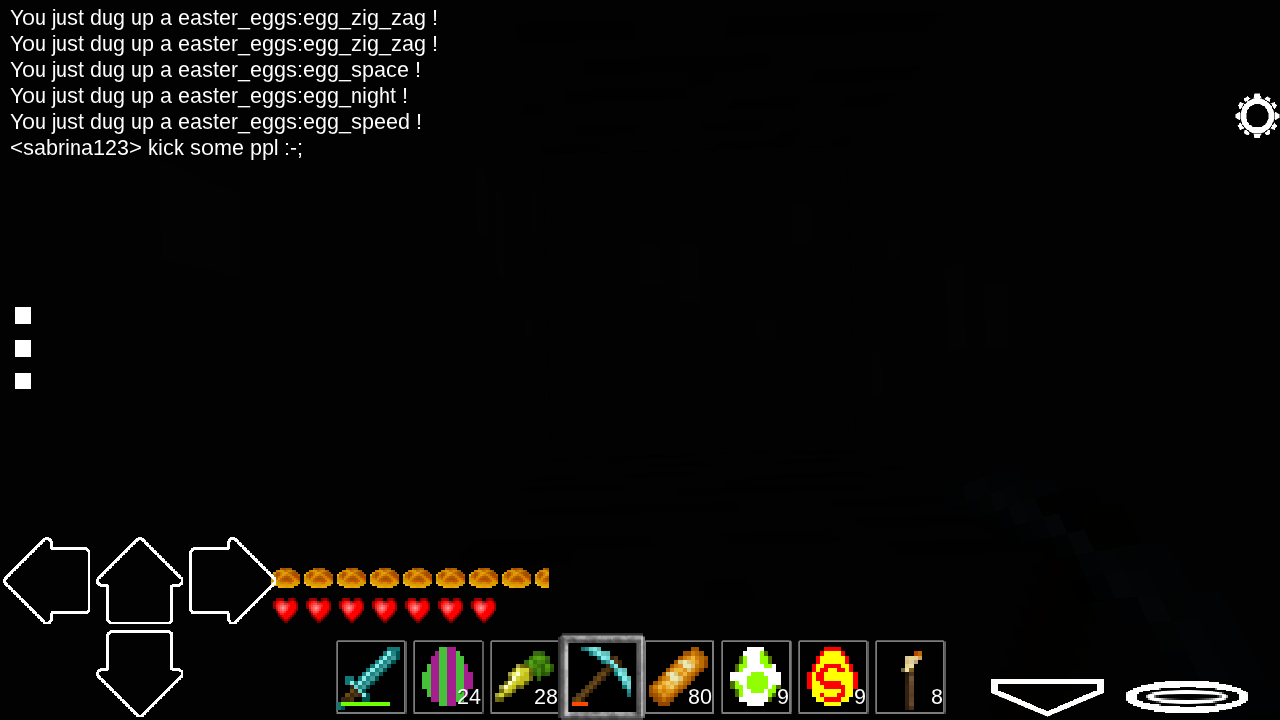 You just dug up a easter_eggs:egg_zig_zag !
You just dug up a easter_eggs:egg_zig_zag !
You just dug up a easter_eggs:egg_space !
You just dug up a easter_eggs:egg_night !
You just dug up a easter_eggs:egg_speed !
<sabrina123> kick some ppl :-;
24 28 80 9 S 9 8